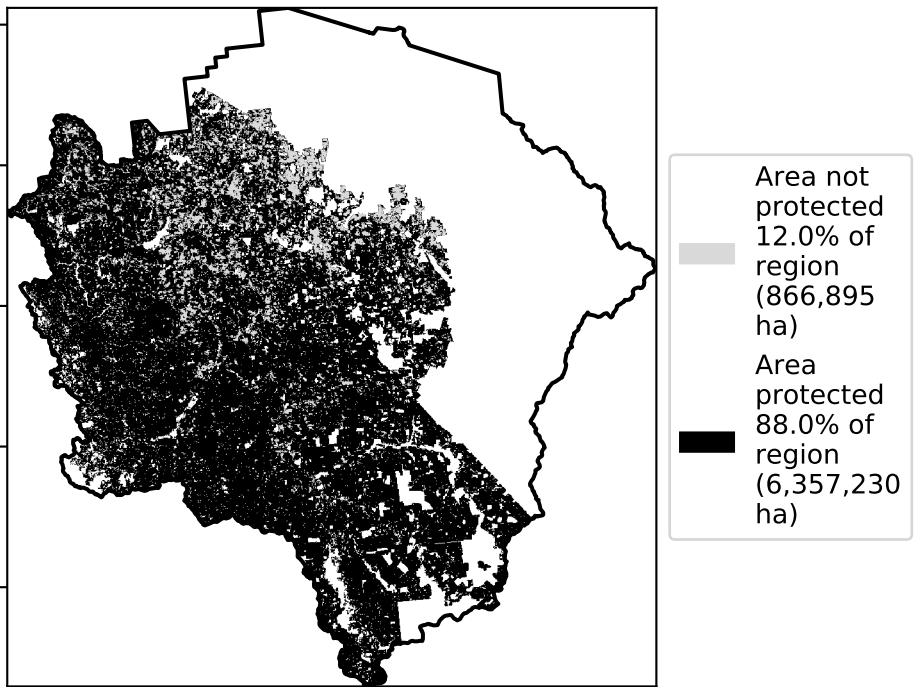 Area not
protected
12.0% of
region
(866,895
ha)
Area
protected
88.0% of
region
(6,357,230
ha)